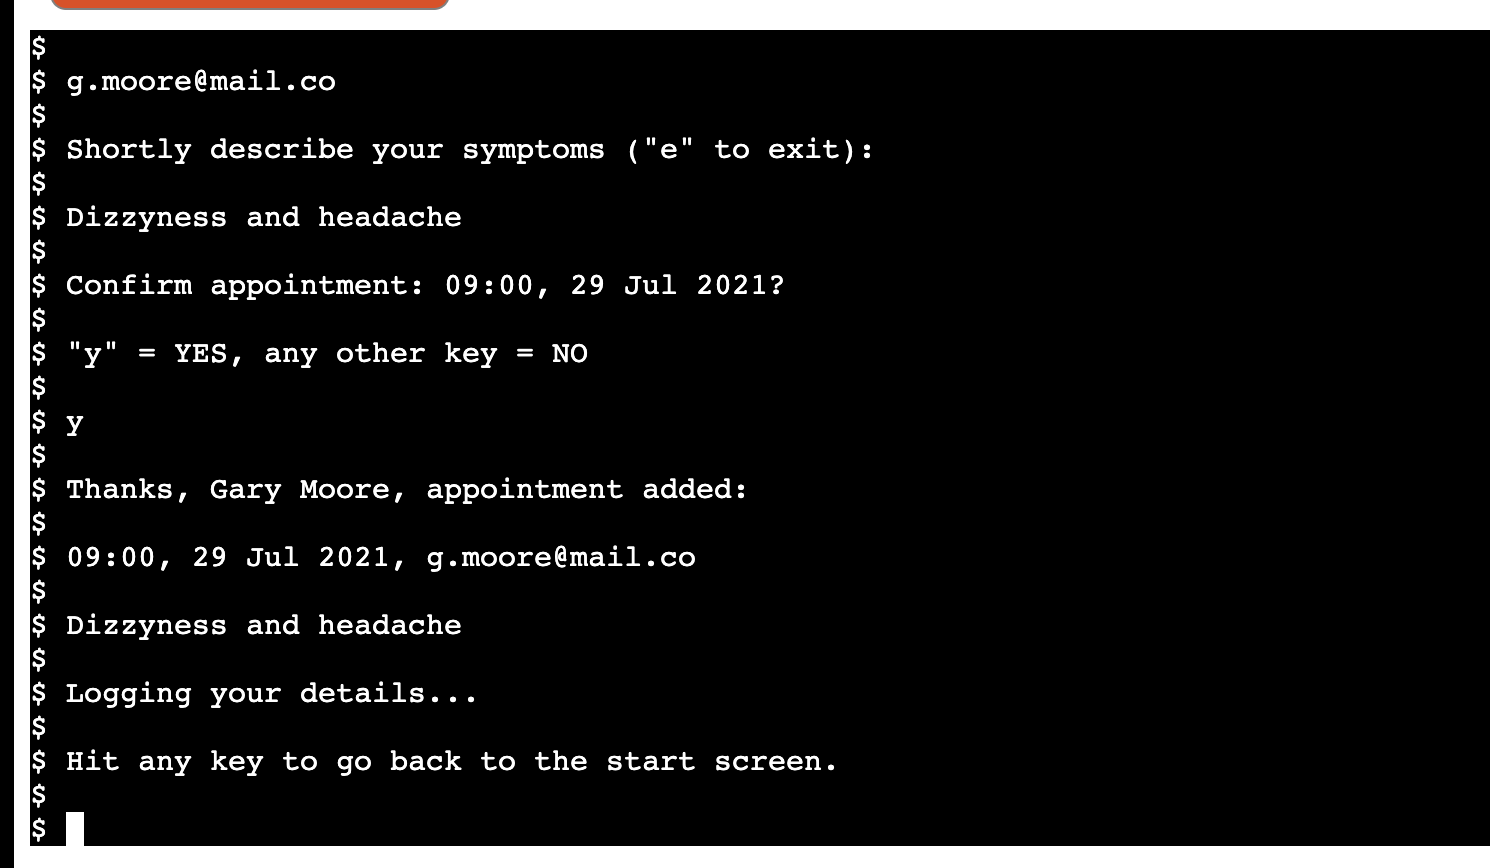 $
$ g.moore@mail.co
$
$ Shortly describe your symptoms ("e" to exit):
$
$ Dizzyness and headache
$
$ Confirm appointment: 09:00, 29 Jul 2021?
$
$ "y" = YES, any other key = NO
$
$ y
$
$ Thanks, Gary Moore, appointment added:
$
$ 09:00, 29 Jul 2021, g.moore@mail.co
$
$ Dizzyness and headache
$
$ Logging your details...
$
$ Hit any key to go back to the start screen.
$
$